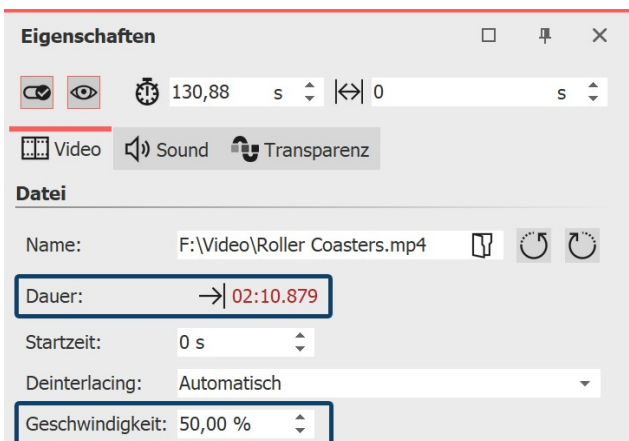 Eigenschaften
130,88 s 0 s
Video Sound Transparenz
Datei
Name: F:\Video\Roller Coasters.mp4
Dauer: 02:10.879
Startzeit: 0 s
Deinterlacing: Automatisch
Geschwindigkeit: 50,00 %